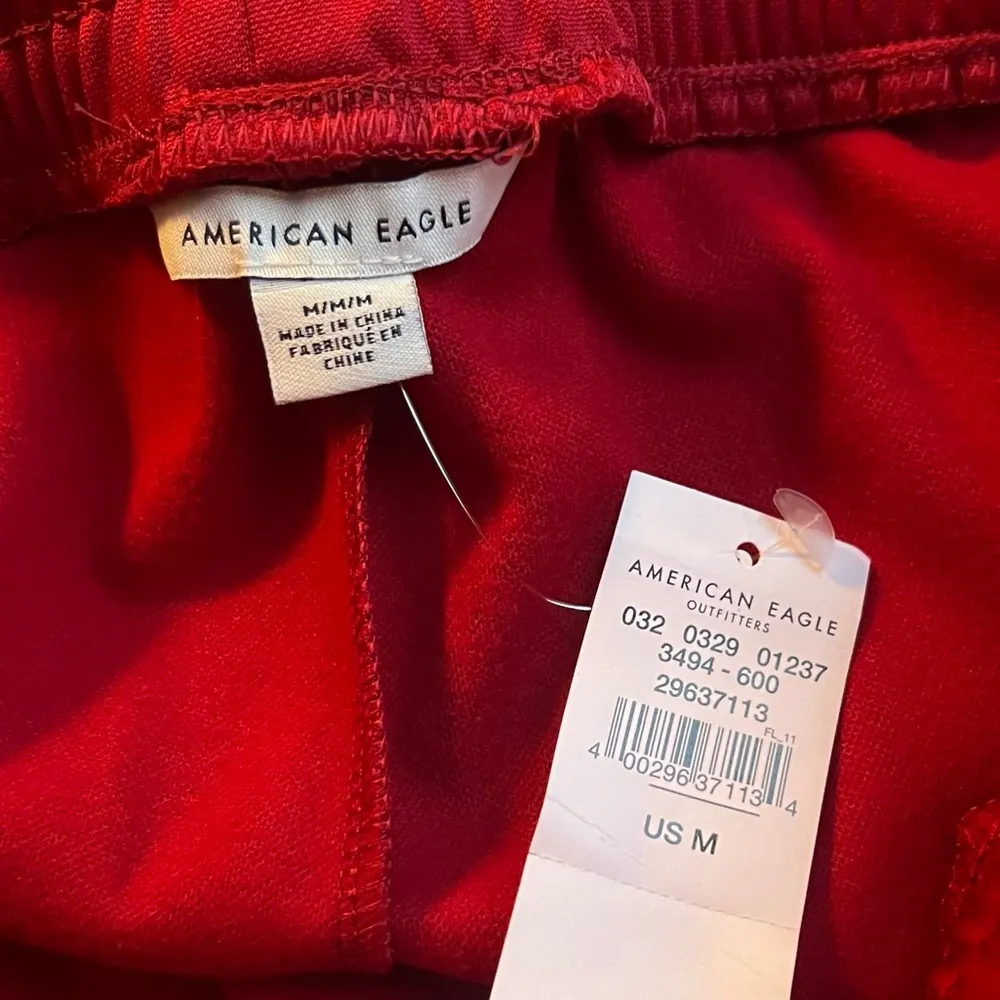 AMERICAN EAGLE
M/M/M
MADE IN CHINA
FABRIQUÉ EN
CHINE
AMERICAN EAGLE
OUTFITTERS
032 0329 01237
3494-600
29637113
FL_11
4 00296 37113 4
US M